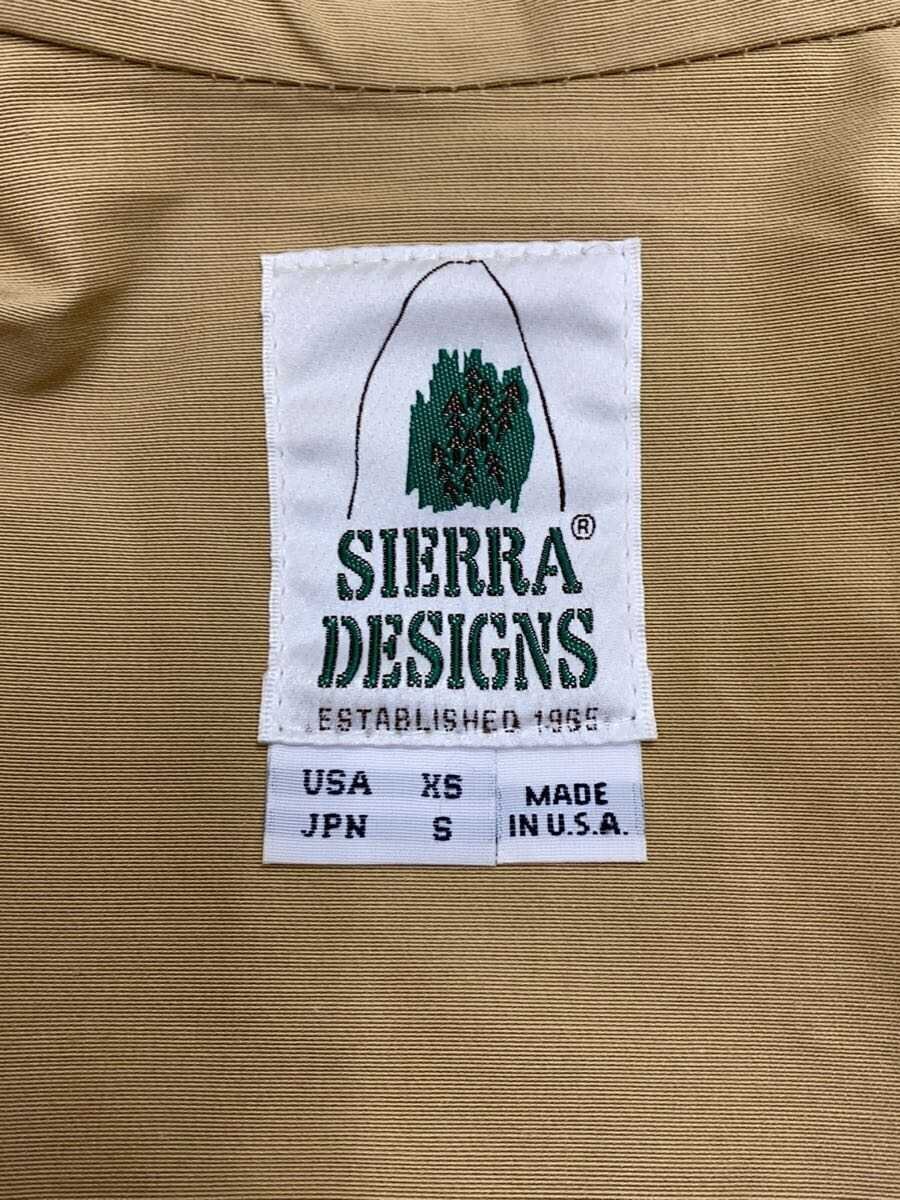 SIERRA®
DESIGNS
ESTABLISHED 1965
USA XS
JPN S
MADE
IN U.S.A.